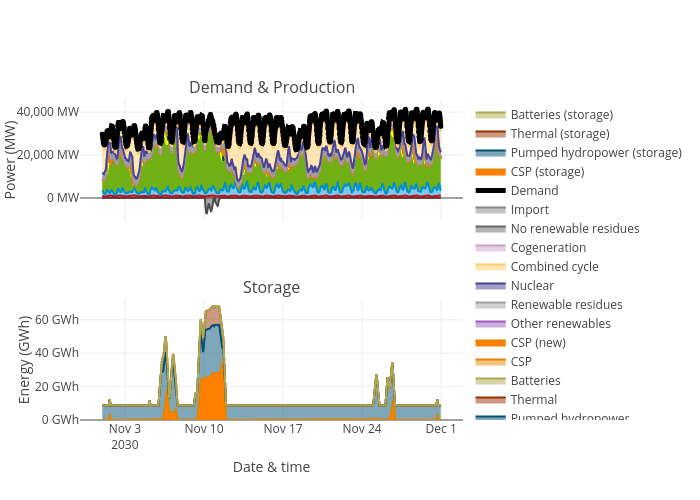 Demand & Production
40,000 MW
20,000 MW
0 MW
Power (MW)
Storage
60 GWh
40 GWh
20 GWh
0 GWh
Energy (GWh)
Nov 3
2030
Nov 10
Nov 17
Nov 24
Dec 1
Date & time
Batteries (storage)
Thermal (storage)
Pumped hydropower (storage)
CSP (storage)
Demand
Import
No renewable residues
Cogeneration
Combined cycle
Nuclear
Renewable residues
Other renewables
CSP (new)
CSP
Batteries
Thermal
Pumped hydropower